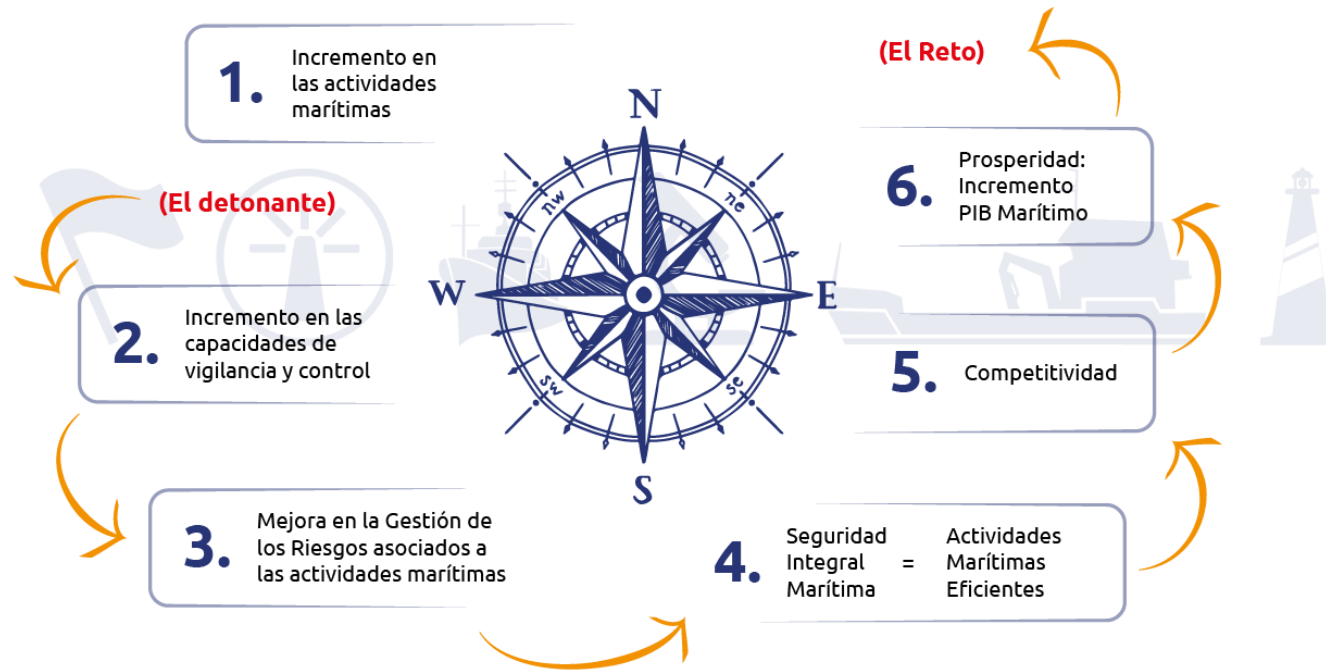 1.
Incremento en
las actividades
marítimas
(El detonante)
2.
Incremento en las
capacidades de
vigilancia y control
3.
Mejora en la Gestión de
los Riesgos asociados a
las actividades marítimas
4.
Seguridad
Integral
Marítima
=
Actividades
Marítimas
Eficientes
5.
Competitividad
6.
Prosperidad:
Incremento
PIB Marítimo
(El Reto)
N
nw
ne
W
E
sw
se
S